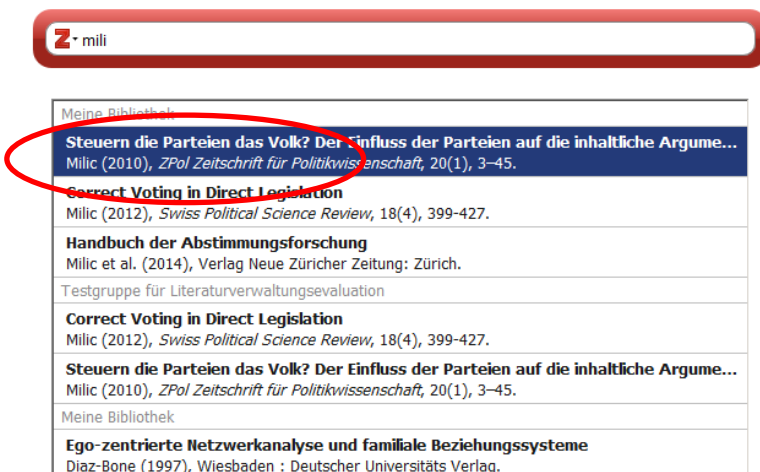 Z mili
Meine Bibliothek
Steuern die Parteien das Volk? Der Einfluss der Parteien auf die inhaltliche Argume...
Milic (2010), ZPol Zeitschrift für Politikwissenschaft, 20(1), 3–45.
Correct Voting in Direct Legislation
Milic (2012), Swiss Political Science Review, 18(4), 399-427.
Handbuch der Abstimmungsforschung
Milic et al. (2014), Verlag Neue Züricher Zeitung: Zürich.
Testgruppe für Literaturverwaltungsevaluation
Correct Voting in Direct Legislation
Milic (2012), Swiss Political Science Review, 18(4), 399-427.
Steuern die Parteien das Volk? Der Einfluss der Parteien auf die inhaltliche Argume...
Milic (2010), ZPol Zeitschrift für Politikwissenschaft, 20(1), 3–45.
Meine Bibliothek
Ego-zentrierte Netzwerkanalyse und familiale Beziehungssysteme
Diaz-Bone (1997), Wiesbaden : Deutscher Universitäts Verlag.